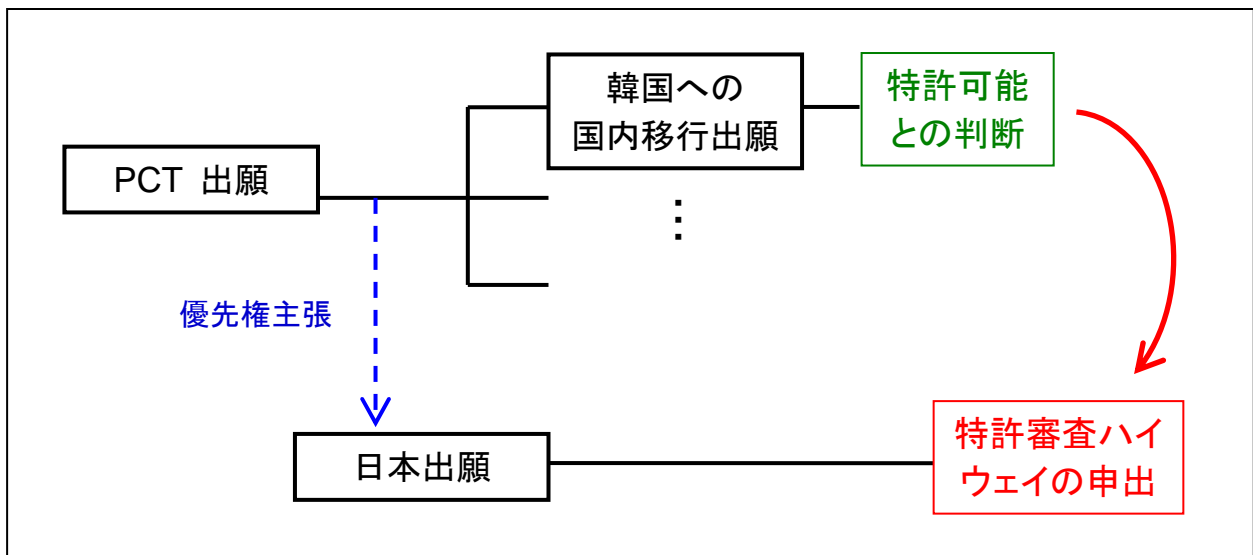 韓国への
国内移行出願
特許可能
との判断
PCT 出願
⋮
優先権主張
日本出願
特許審査ハイ
ウェイの申出